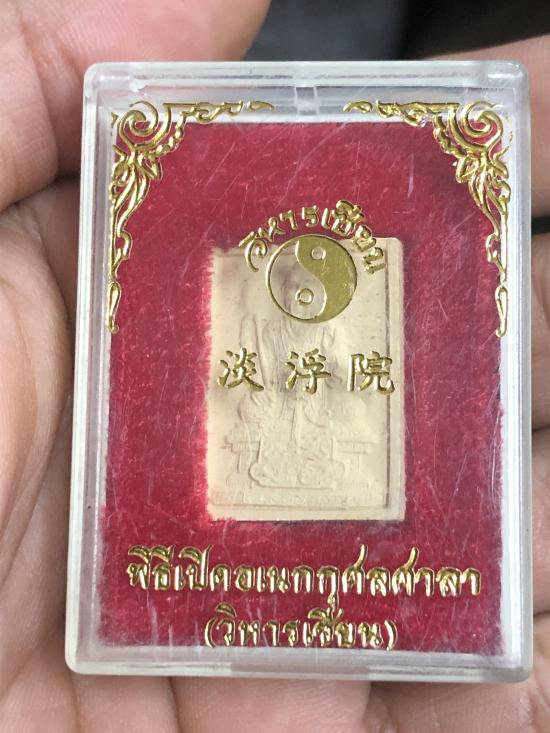 วิหารเซียน
淡浮院
พิธีเปิดอเนกกุศลศาลา
(วิหารเซียน)